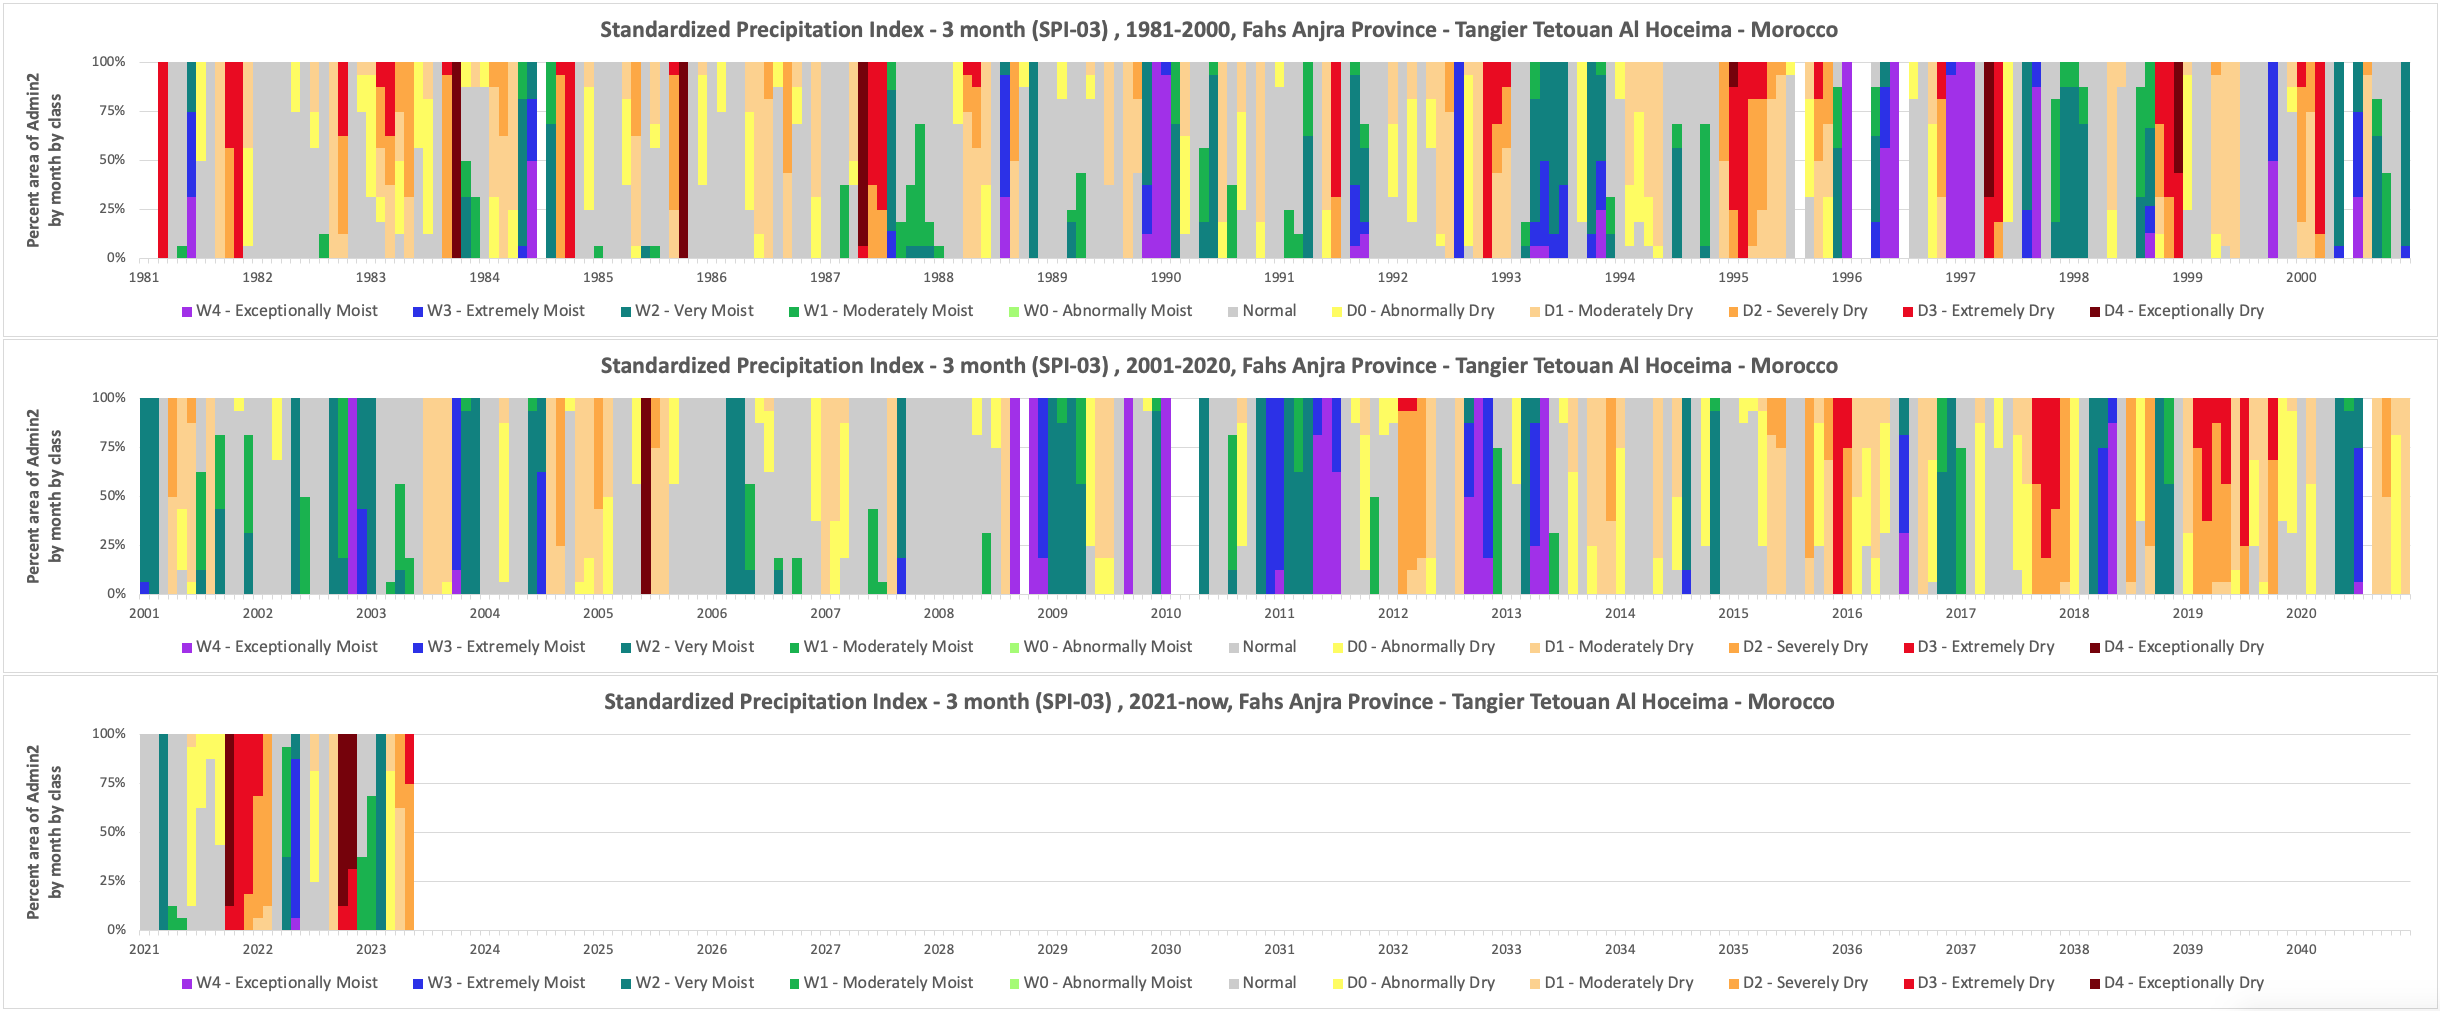 Standardized Precipitation Index - 3 month (SPI-03) , 1981-2000, Fahs Anjra Province - Tangier Tetouan Al Hoceima - Morocco
Percent area of Admin2
by month by class
100%
75%
50%
25%
0%
1981 1982 1983 1984 1985 1986 1987 1988 1989 1990 1991 1992 1993 1994 1995 1996 1997 1998 1999 2000
W4 - Exceptionally Moist W3 - Extremely Moist W2 - Very Moist W1 - Moderately Moist W0 - Abnormally Moist Normal D0 - Abnormally Dry D1 - Moderately Dry D2 - Severely Dry D3 - Extremely Dry D4 - Exceptionally Dry
Standardized Precipitation Index - 3 month (SPI-03) , 2001-2020, Fahs Anjra Province - Tangier Tetouan Al Hoceima - Morocco
Percent area of Admin2
by month by class
100%
75%
50%
25%
0%
2001 2002 2003 2004 2005 2006 2007 2008 2009 2010 2011 2012 2013 2014 2015 2016 2017 2018 2019 2020
W4 - Exceptionally Moist W3 - Extremely Moist W2 - Very Moist W1 - Moderately Moist W0 - Abnormally Moist Normal D0 - Abnormally Dry D1 - Moderately Dry D2 - Severely Dry D3 - Extremely Dry D4 - Exceptionally Dry
Standardized Precipitation Index - 3 month (SPI-03) , 2021-now, Fahs Anjra Province - Tangier Tetouan Al Hoceima - Morocco
Percent area of Admin2
by month by class
100%
75%
50%
25%
0%
2021 2022 2023 2024 2025 2026 2027 2028 2029 2030 2031 2032 2033 2034 2035 2036 2037 2038 2039 2040
W4 - Exceptionally Moist W3 - Extremely Moist W2 - Very Moist W1 - Moderately Moist W0 - Abnormally Moist Normal D0 - Abnormally Dry D1 - Moderately Dry D2 - Severely Dry D3 - Extremely Dry D4 - Exceptionally Dry